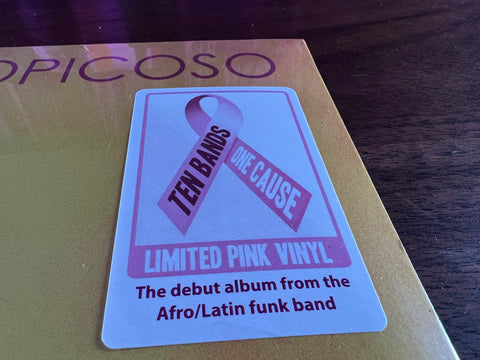 OPICOSO
TEN BANDS
ONE CAUSE
LIMITED PINK VINYL
The debut album from the
Afro/Latin funk band